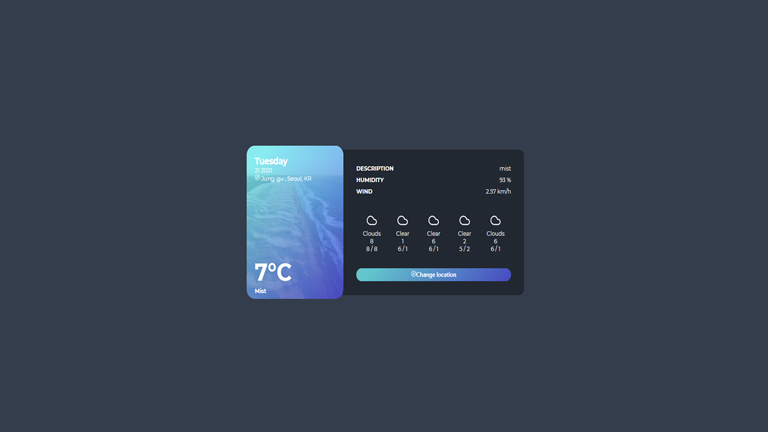 Tuesday
21 2021
Jung-gu , Seoul, KR
7°C
Mist
DESCRIPTION mist
HUMIDITY 93 %
WIND 2.57 km/h
Clouds Clear Clear Clear Clouds
8 1 6 2 6
8 / 8 6 / 1 6 / 1 5 / 2 6 / 1
Change location